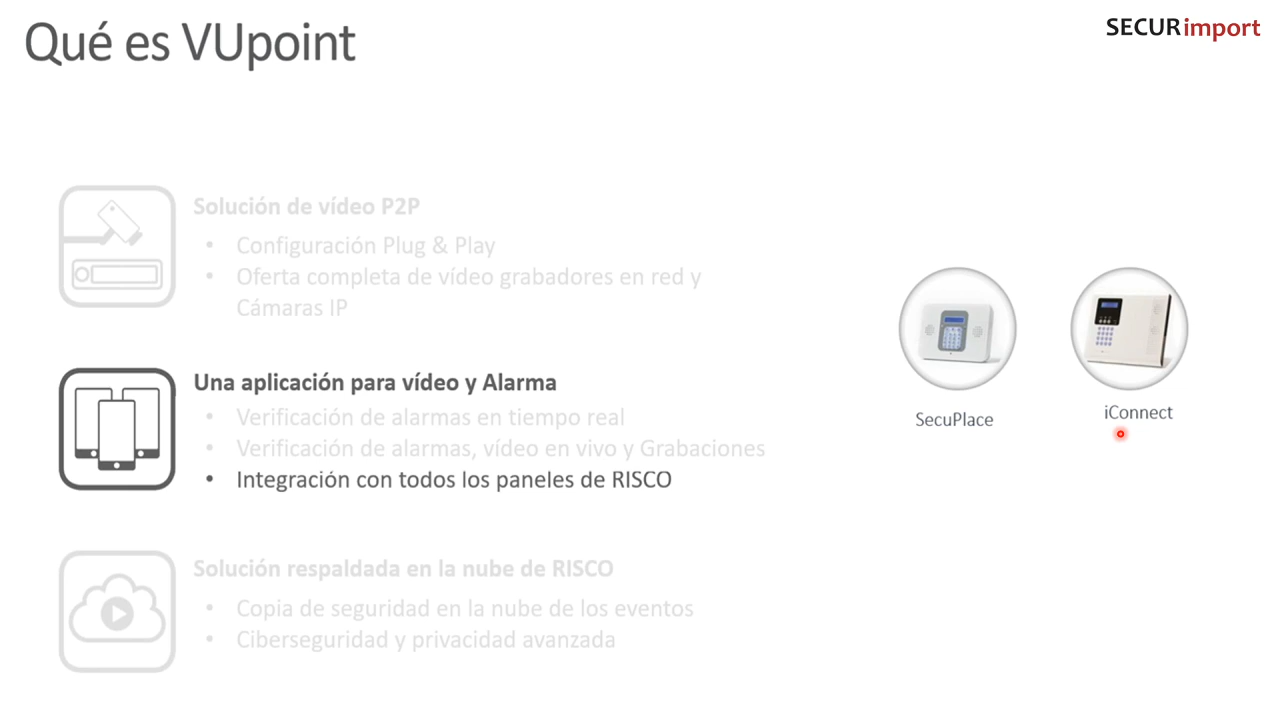 Qué es VUpoint
SECURimport
Solución de vídeo P2P
• Configuración Plug & Play
• Oferta completa de vídeo grabadores en red y
Cámaras IP
Una aplicación para vídeo y Alarma
• Verificación de alarmas en tiempo real
• Verificación de alarmas, vídeo en vivo y Grabaciones
• Integración con todos los paneles de RISCO
SecuPlace
iConnect
Solución respaldada en la nube de RISCO
• Copia de seguridad en la nube de los eventos
• Ciberseguridad y privacidad avanzada